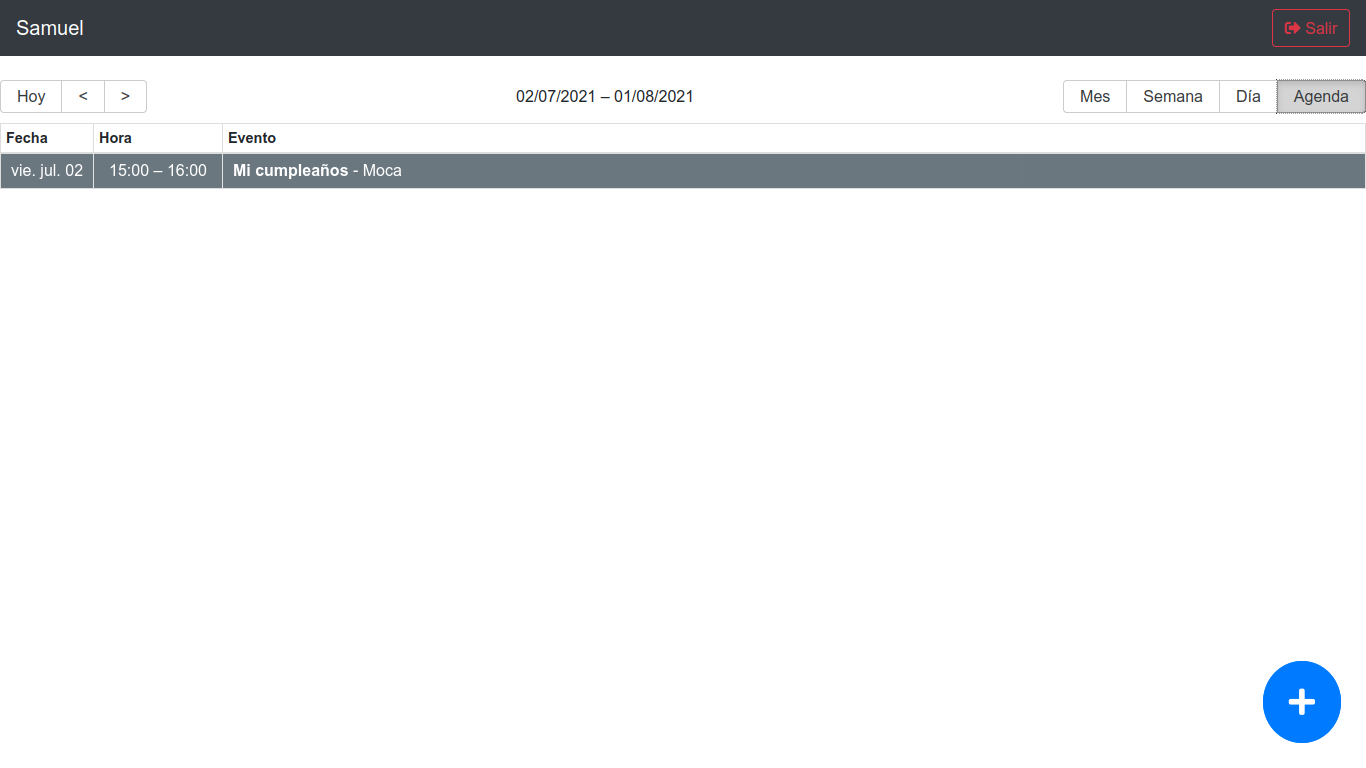 Samuel Salir
Hoy < > 02/07/2021 – 01/08/2021 Mes Semana Día Agenda
Fecha Hora Evento
vie. jul. 02 15:00 – 16:00 Mi cumpleaños - Moca